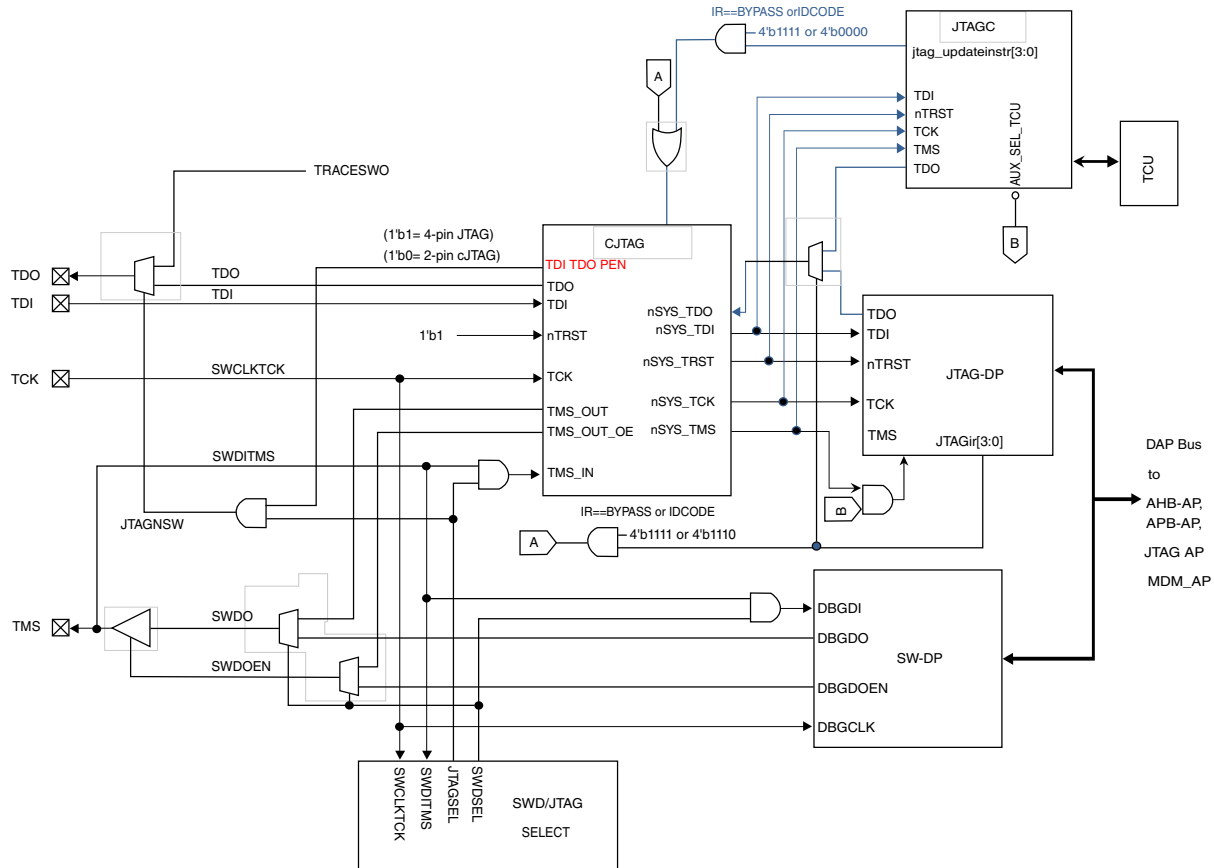 IR==BYPASS orIDCODE
4'b1111 or 4'b0000
JTAGC
jtag_updateinstr[3:0]
A
TDI
nTRST
TCK
TMS
TDO
AUX_SEL_TCU
TCU
B
TRACESWO
(1'b1= 4-pin JTAG)
(1'b0= 2-pin cJTAG)
CJTAG
TDI TDO PEN
TDO
TDI
nTRST
TCK
TMS_OUT
TMS_OUT_OE
TMS_IN
nSYS_TDO
nSYS_TDI
nSYS_TRST
nSYS_TCK
nSYS_TMS
TDO
TDO
TDI
TDI
1'b1
TCK
SWCLKTCK
SWDITMS
JTAGNSW
TDO
TDI
nTRST
JTAG-DP
TCK
TMS
JTAGir[3:0]
B
IR==BYPASS or IDCODE
4'b1111 or 4'b1110
A
DAP Bus
to
AHB-AP,
APB-AP,
JTAG AP
MDM_AP
TMS
SWDO
SWDOEN
DBGDI
DBGDO
SW-DP
DBGDOEN
DBGCLK
SWCLKTCK
SWDITMS
JTAGSEL
SWDSEL
SWD/JTAG
SELECT